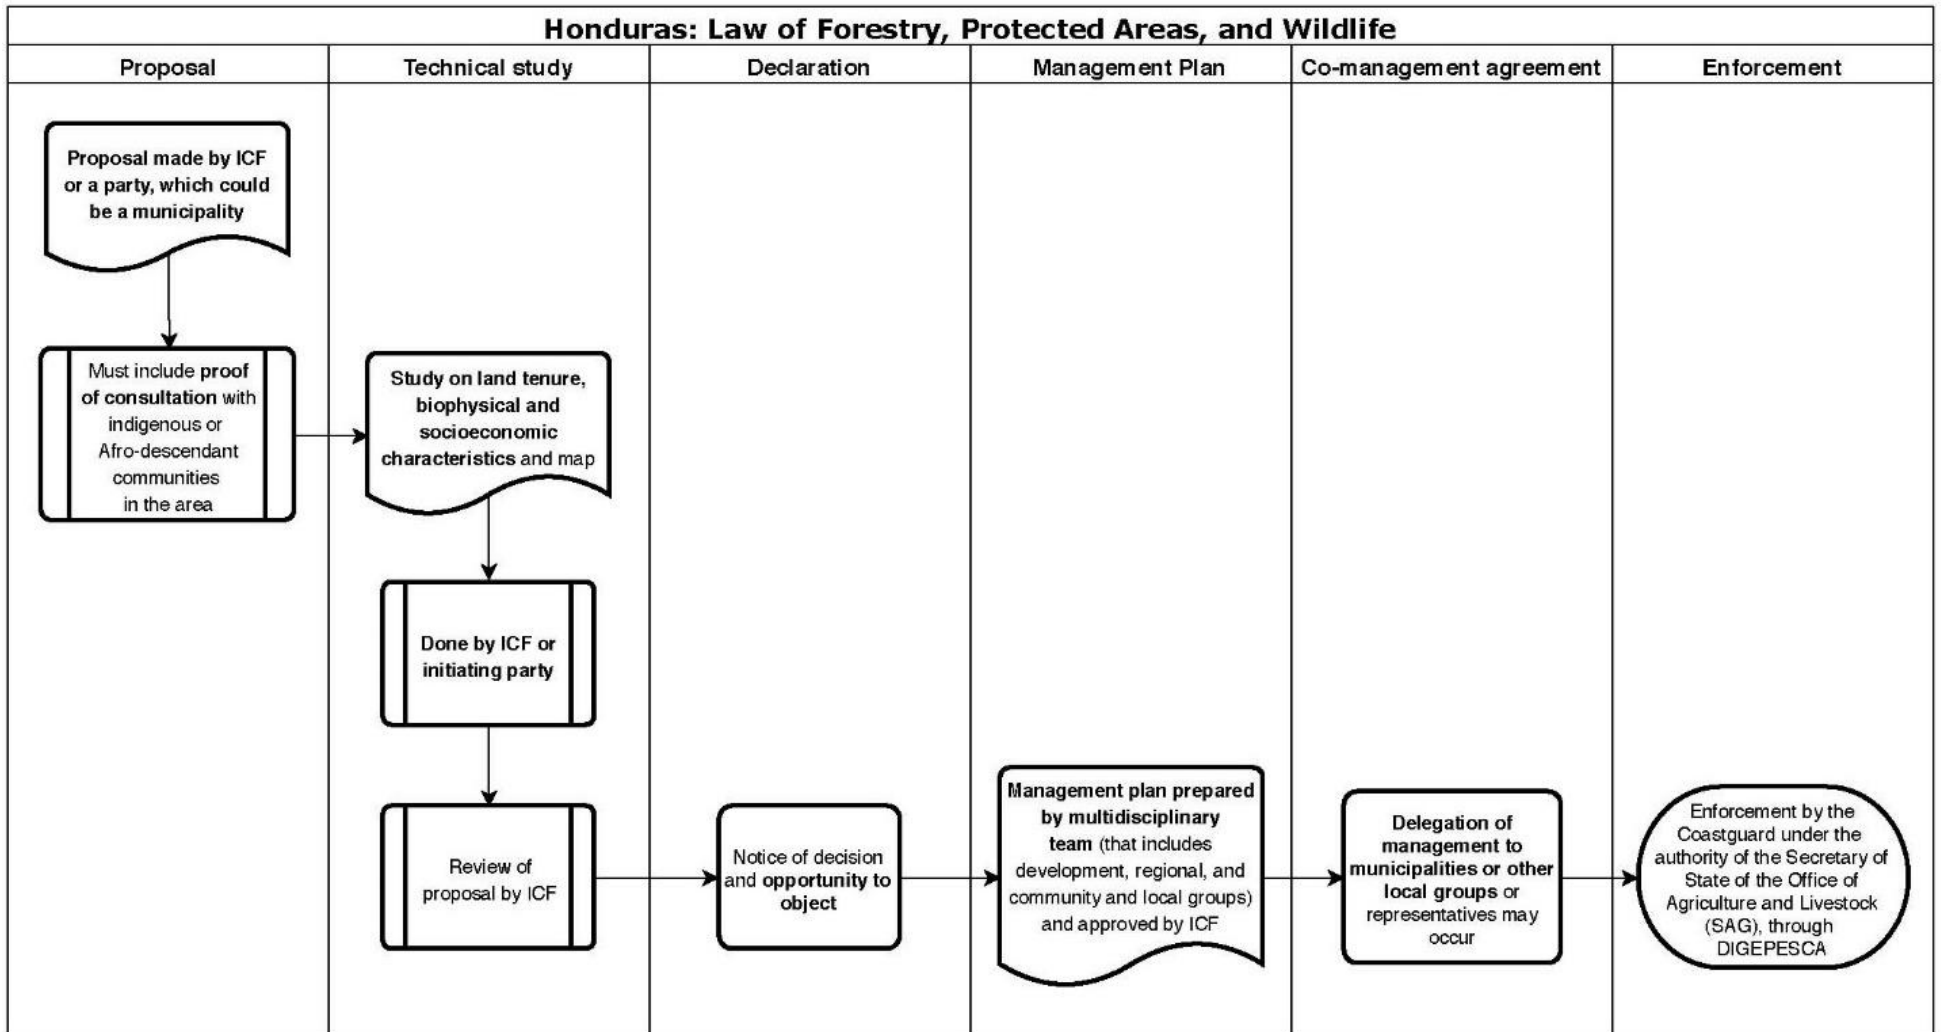 Honduras: Law of Forestry, Protected Areas, and Wildlife
Proposal
Technical study
Declaration
Management Plan
Co-management agreement
Enforcement
Proposal made by ICF
or a party, which could
be a municipality
Must include proof
of consultation with
indigenous or
Afro-descendant
communities
in the area
Study on land tenure,
biophysical and
socioeconomic
characteristics and map
Done by ICF or
initiating party
Review of
proposal by ICF
Notice of decision
and opportunity to
object
Management plan prepared
by multidisciplinary
team (that includes
development, regional, and
community and local groups)
and approved by ICF
Delegation of
management to
municipalities or other
local groups or
representatives may
occur
Enforcement by the
Coastguard under the
authority of the Secretary of
State of the Office of
Agriculture and Livestock
(SAG), through
DIGEPESCA